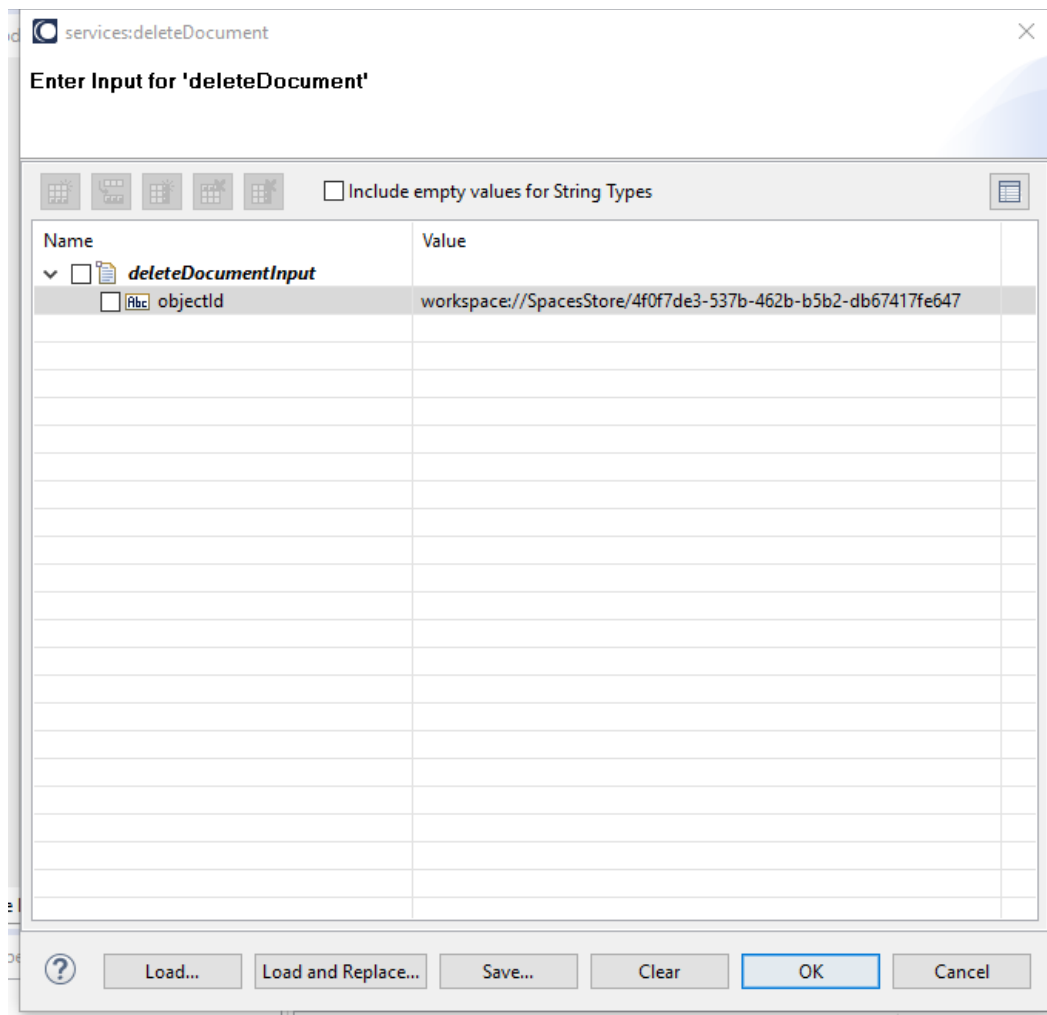 services:deleteDocument
Enter Input for 'deleteDocument'
Include empty values for String Types
Name Value
deleteDocumentInput
Abc objectId workspace://SpacesStore/4f0f7de3-537b-462b-b5b2-db67417fe647
? Load... Load and Replace... Save... Clear OK Cancel